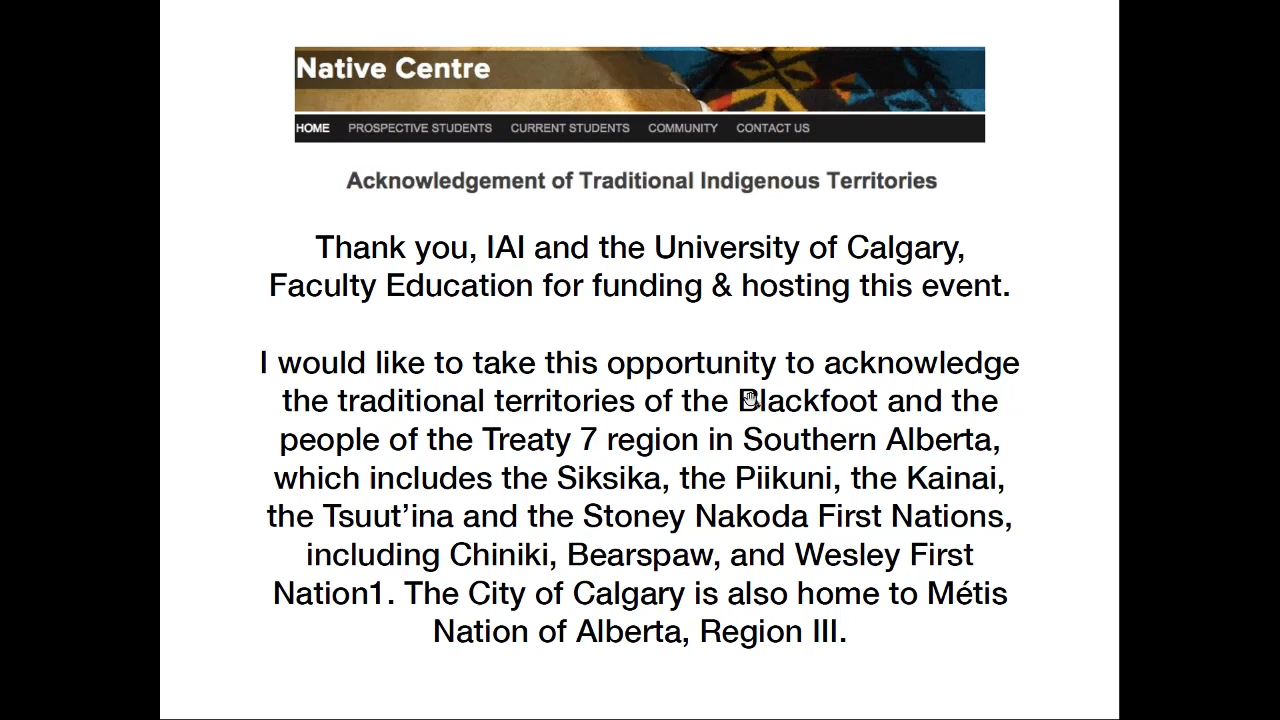 Native Centre
HOME PROSPECTIVE STUDENTS CURRENT STUDENTS COMMUNITY CONTACT US
Acknowledgement of Traditional Indigenous Territories
Thank you, IAI and the University of Calgary,
Faculty Education for funding & hosting this event.
I would like to take this opportunity to acknowledge
the traditional territories of the Blackfoot and the
people of the Treaty 7 region in Southern Alberta,
which includes the Siksika, the Piikuni, the Kainai,
the Tsuut’ina and the Stoney Nakoda First Nations,
including Chiniki, Bearspaw, and Wesley First
Nation1. The City of Calgary is also home to Métis
Nation of Alberta, Region III.